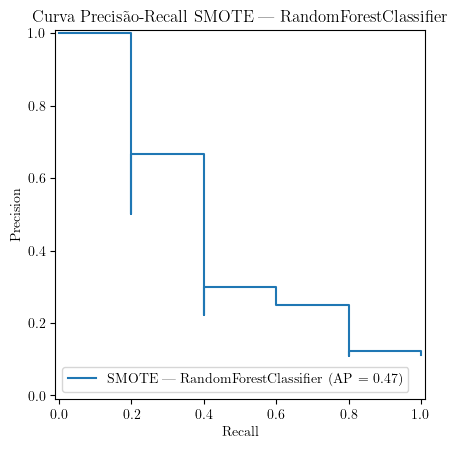 Curva Precisão-Recall SMOTE — RandomForestClassifier
1.0
0.8
0.6
0.4
0.2
0.0
Precision
SMOTE — RandomForestClassifier (AP = 0.47)
0.0 0.2 0.4 0.6 0.8 1.0
Recall